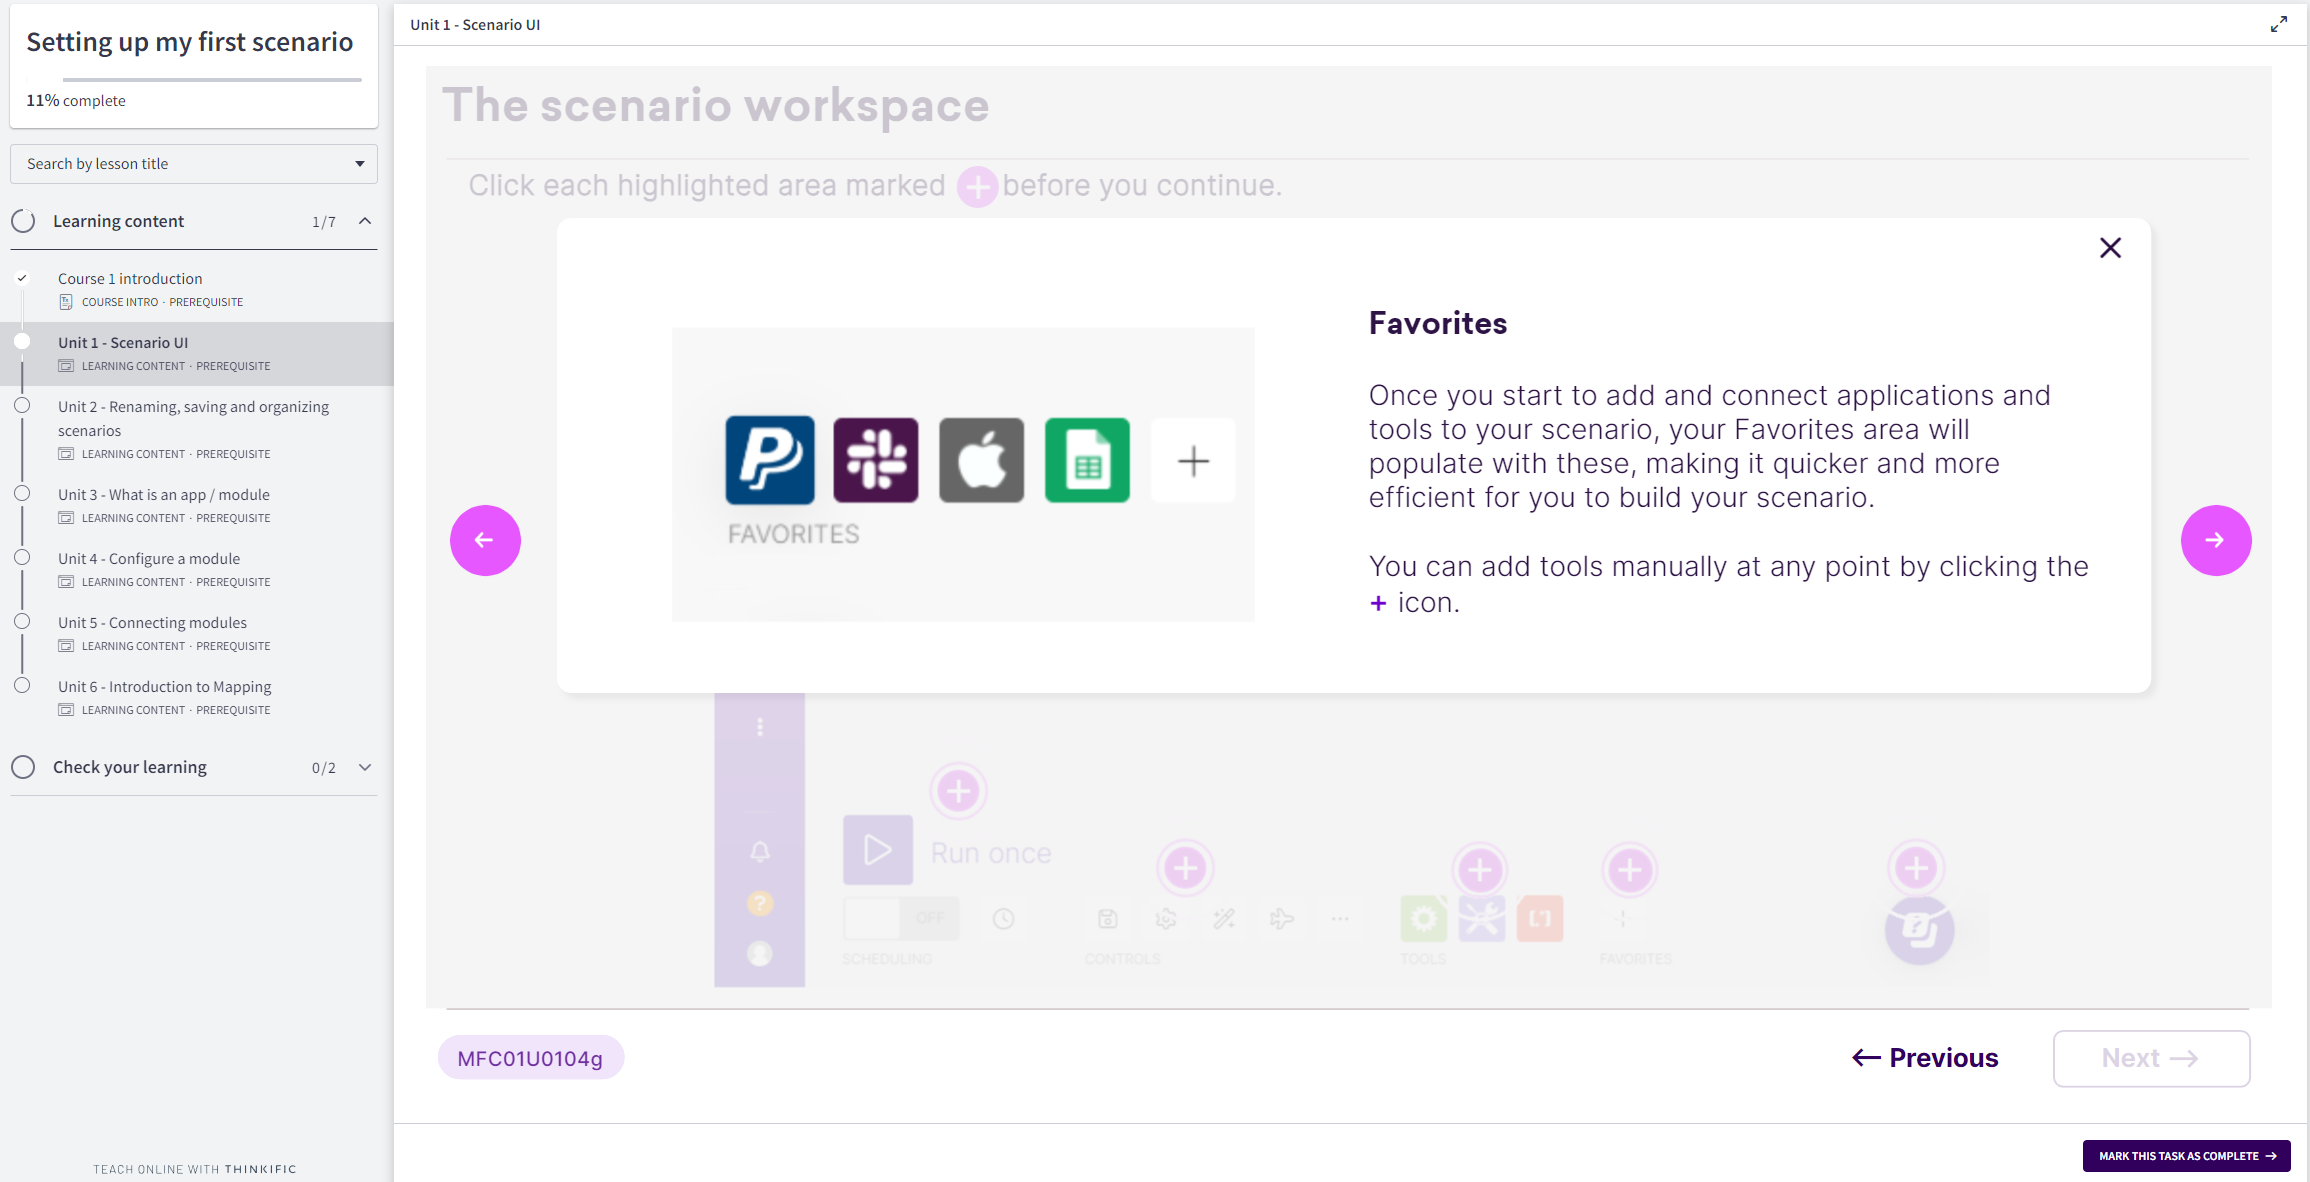 Setting up my first scenario
11% complete
Search by lesson title
Learning content 1/7
Course 1 introduction
COURSE INTRO · PREREQUISITE
Unit 1 - Scenario UI
LEARNING CONTENT · PREREQUISITE
Unit 2 - Renaming, saving and organizing
scenarios
LEARNING CONTENT · PREREQUISITE
Unit 3 - What is an app / module
LEARNING CONTENT · PREREQUISITE
Unit 4 - Configure a module
LEARNING CONTENT · PREREQUISITE
Unit 5 - Connecting modules
LEARNING CONTENT · PREREQUISITE
Unit 6 - Introduction to Mapping
LEARNING CONTENT · PREREQUISITE
Check your learning 0/2
TEACH ONLINE WITH THINKIFIC
Unit 1 - Scenario UI
The scenario workspace
Click each highlighted area marked + before you continue.
FAVORITES
Favorites
Once you start to add and connect applications and
tools to your scenario, your Favorites area will
populate with these, making it quicker and more
efficient for you to build your scenario.
You can add tools manually at any point by clicking the
+ icon.
Run once
OFF
SCHEDULING
CONTROLS
TOOLS
FAVORITES
MFC01U0104g
← Previous
Next →
MARK THIS TASK AS COMPLETE →